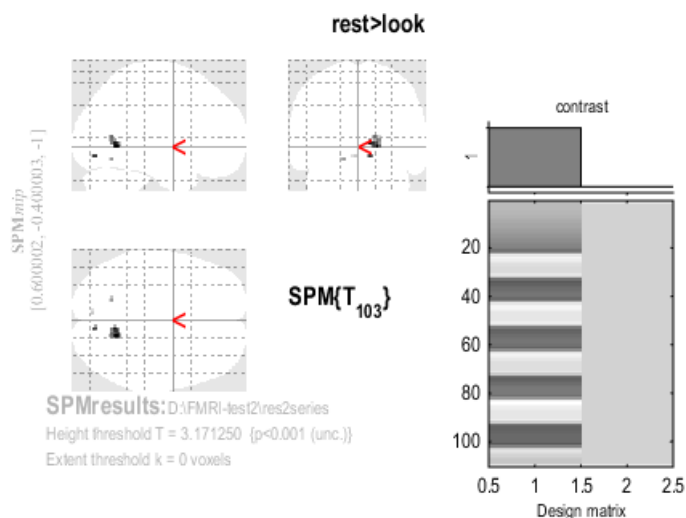 rest>look
SPMmip
[0.600002, -0.400003, -1]
SPM{T103}
SPMresults: D:\FMRI-test2\res2series
Height threshold T = 3.171250 {p<0.001 (unc.)}
Extent threshold k = 0 voxels
contrast
1
20
40
60
80
100
0.5 1 1.5 2 2.5
Design matrix